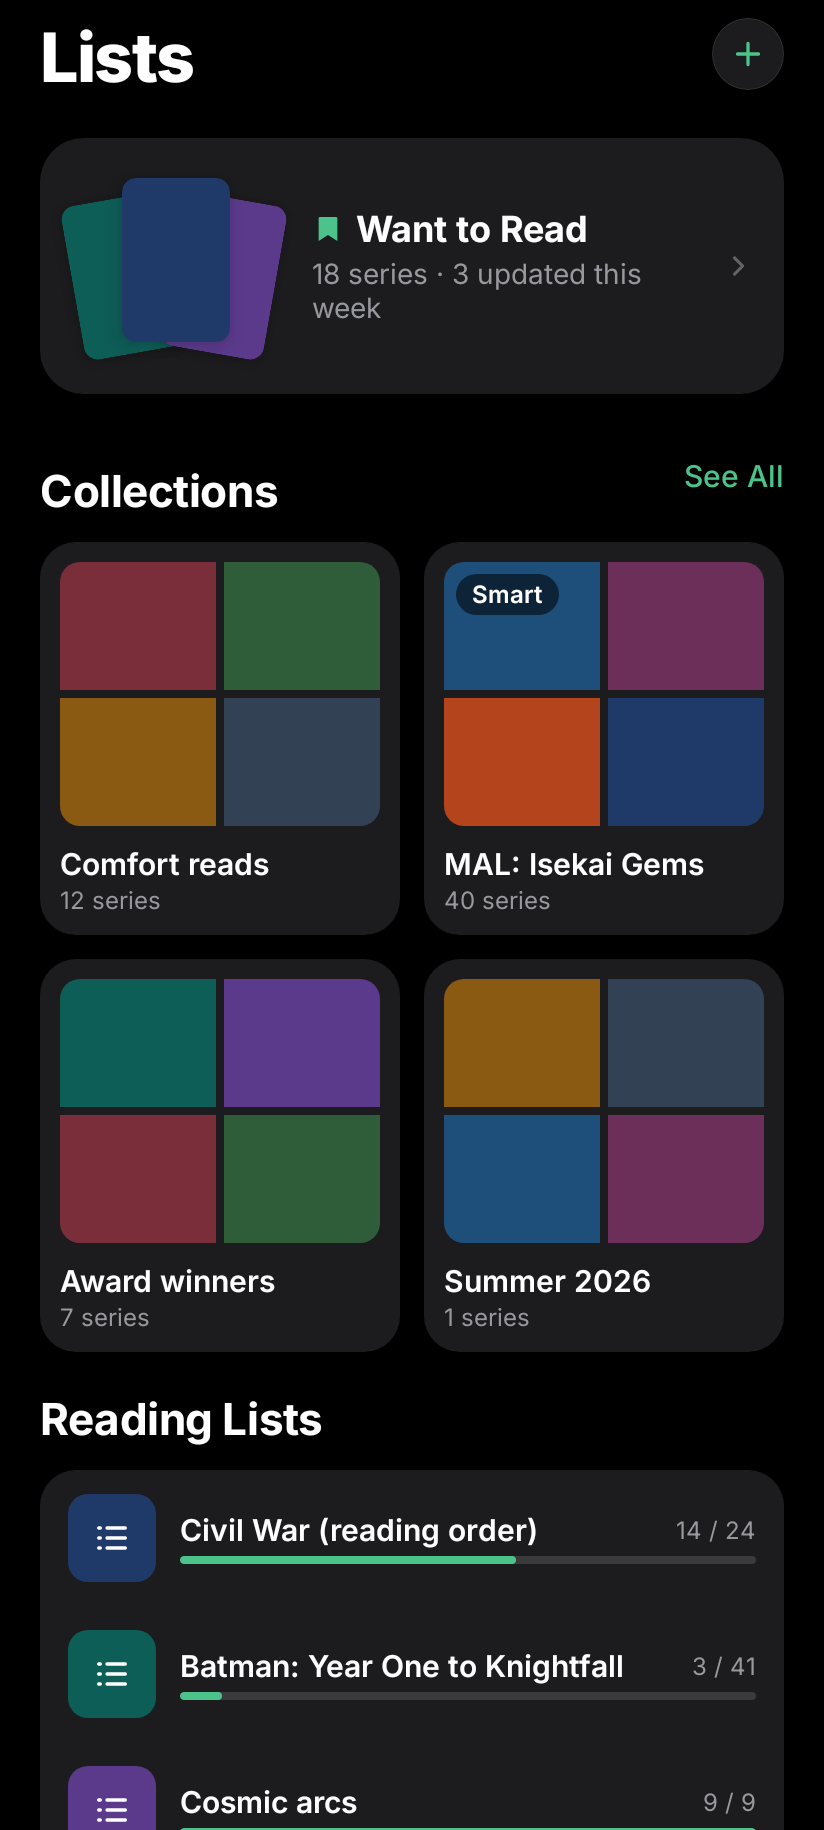 Lists
Want to Read
18 series · 3 updated this
week
Collections
See All
Smart
Comfort reads
12 series
MAL: Isekai Gems
40 series
Award winners
7 series
Summer 2026
1 series
Reading Lists
Civil War (reading order)
14 / 24
Batman: Year One to Knightfall
3 / 41
Cosmic arcs
9 / 9